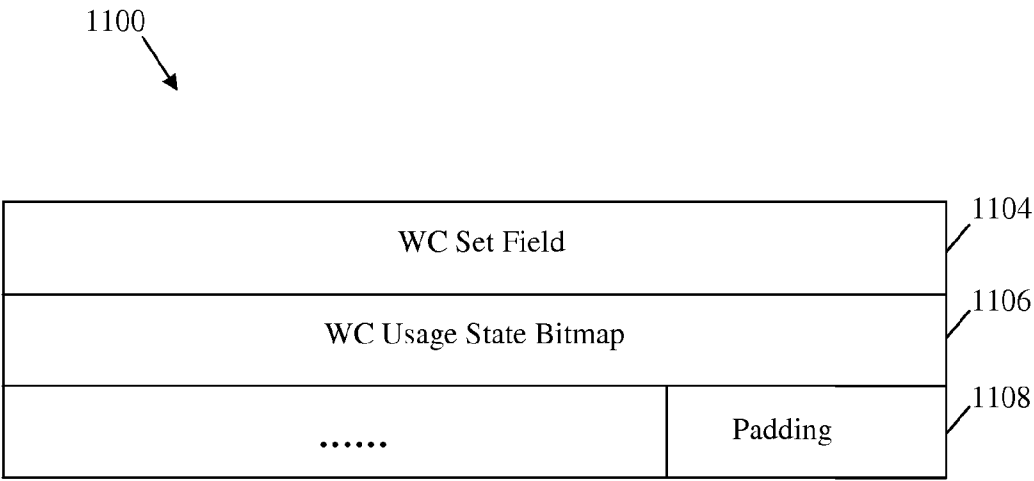 1100
1104
WC Set Field
1106
WC Usage State Bitmap
1108
...... Padding